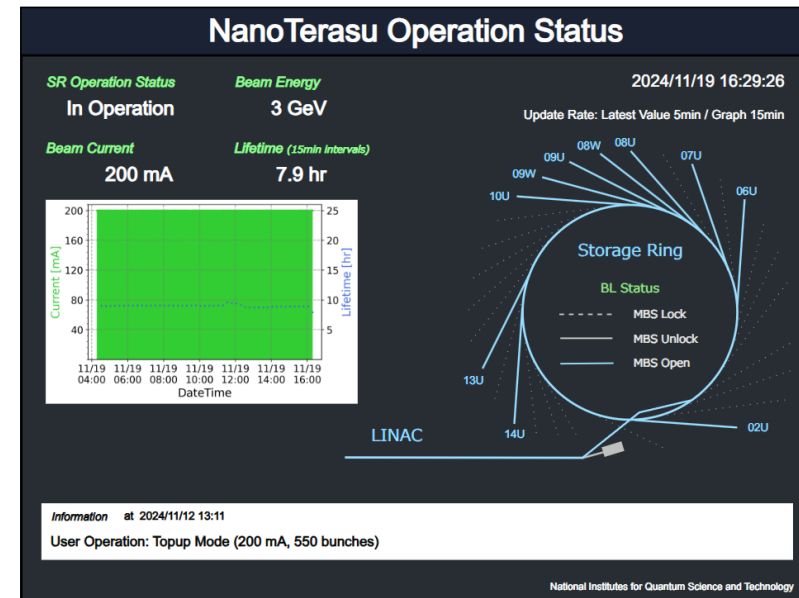 NanoTerasu Operation Status
SR Operation Status
In Operation
Beam Energy
3 GeV
2024/11/19 16:29:26
Update Rate: Latest Value 5min / Graph 15min
Beam Current
200 mA
Lifetime (15min intervals)
7.9 hr
200
160
120
80
40
Current [mA]
25
20
15
10
5
Lifetime [hr]
11/19 11/19 11/19 11/19 11/19 11/19 11/19
04:00 06:00 08:00 10:00 12:00 14:00 16:00
DateTime
08W
08U
09U
07U
09W
06U
10U
Storage Ring
BL Status
MBS Lock
MBS Unlock
MBS Open
13U
14U
02U
LINAC
Information at 2024/11/12 13:11
User Operation: Topup Mode (200 mA, 550 bunches)
National Institutes for Quantum Science and Technology